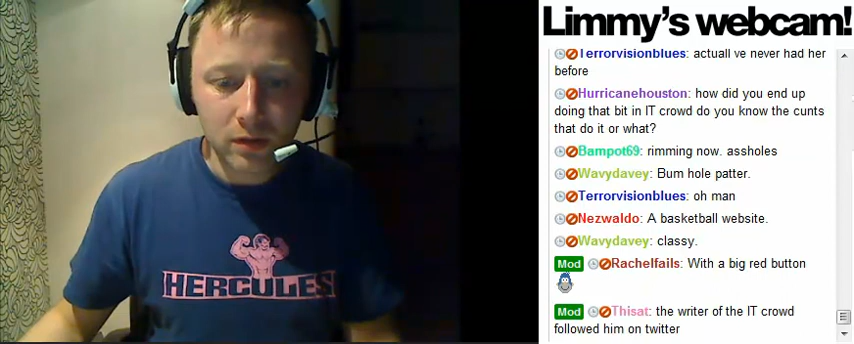 Limmy's webcam!
Terrorvisionblues: actuall ve never had her
before
Hurricanehouston: how did you end up
doing that bit in IT crowd do you know the cunts
that do it or what?
Bampot69: rimming now. assholes
Wavydavey: Bum hole patter.
Terrorvisionblues: oh man
Nezwaldo: A basketball website.
Wavydavey: classy.
Mod Rachelfails: With a big red button
Mod Thisat: the writer of the IT crowd
followed him on twitter
HERCULES